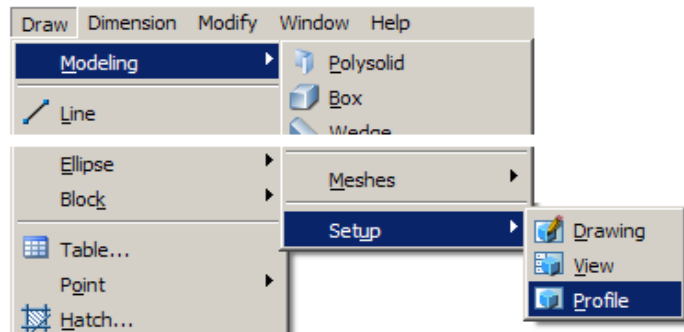 Draw Dimension Modify Window Help
Modeling
Polysolid
Line
Box
Wedge
Ellipse
Block
Meshes
Setup
Table...
Point
Hatch...
Drawing
View
Profile